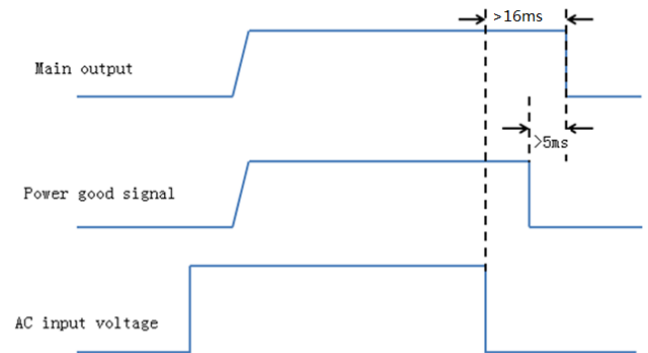 >16ms
Main output
>5ms
Power good signal
AC input voltage